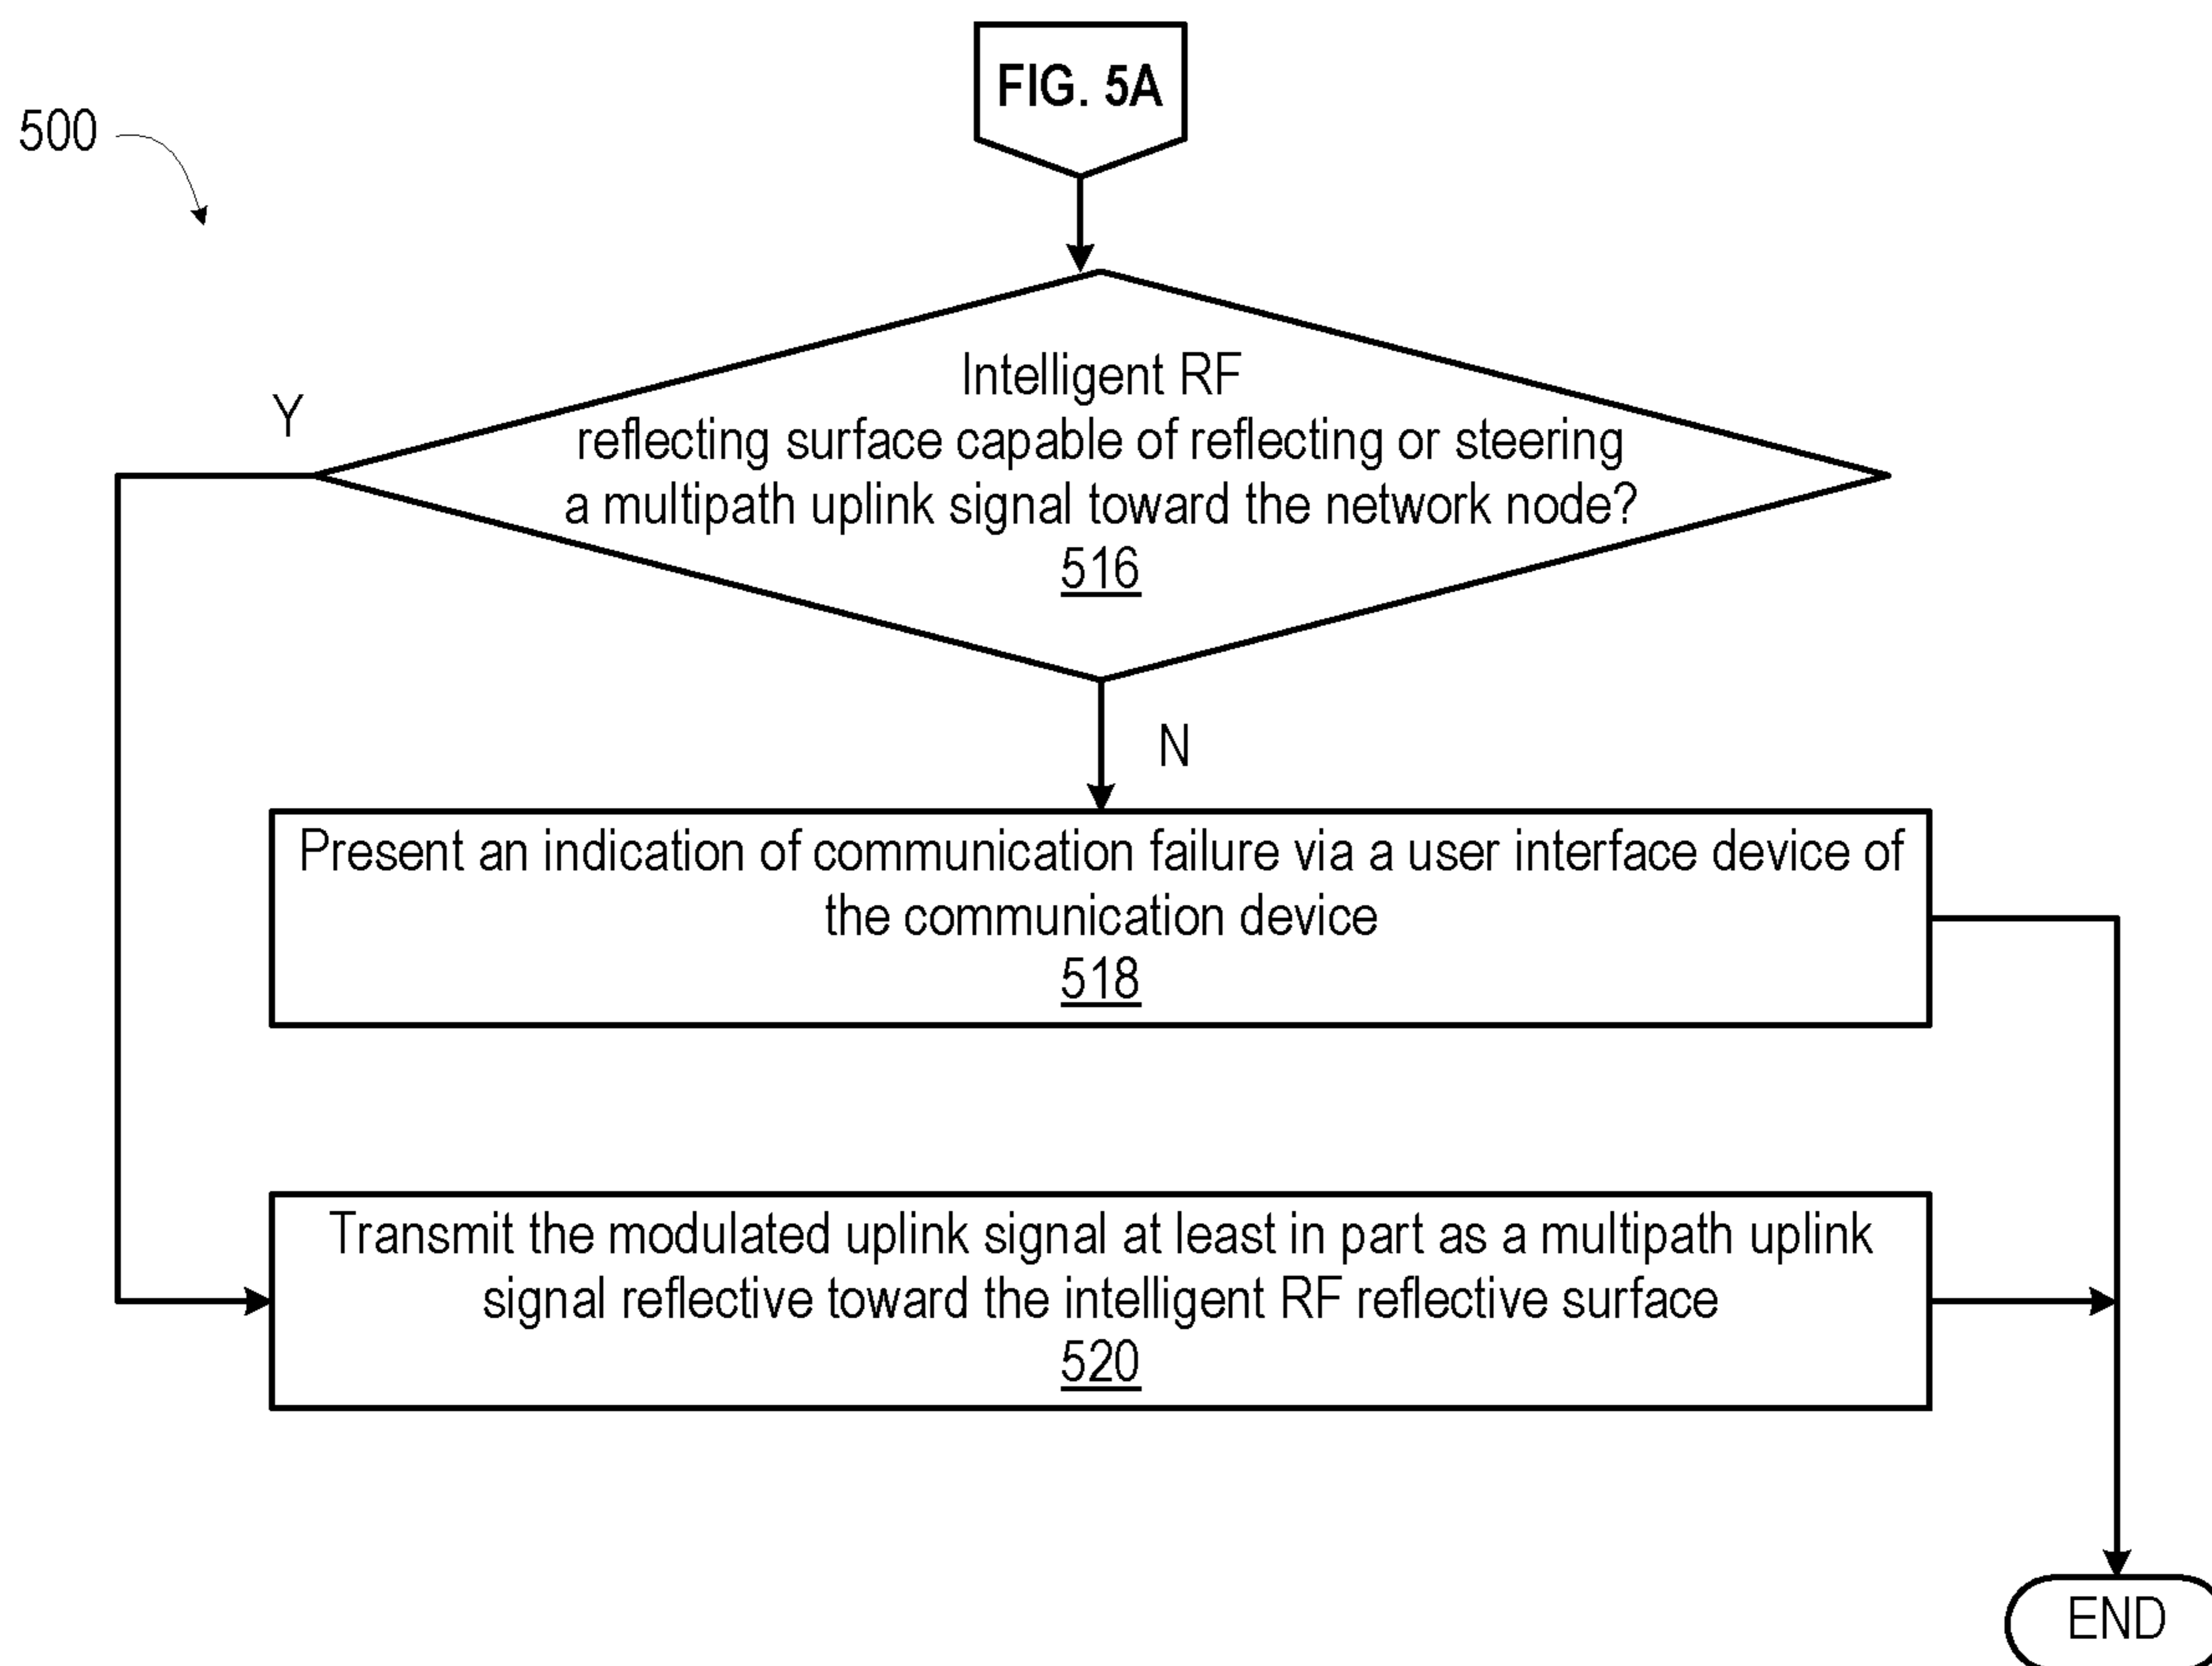 FIG. 5A
500
Intelligent RF
reflecting surface capable of reflecting or steering
a multipath uplink signal toward the network node?
516
Y
N
Present an indication of communication failure via a user interface device of
the communication device
518
Transmit the modulated uplink signal at least in part as a multipath uplink
signal reflective toward the intelligent RF reflective surface
520
END